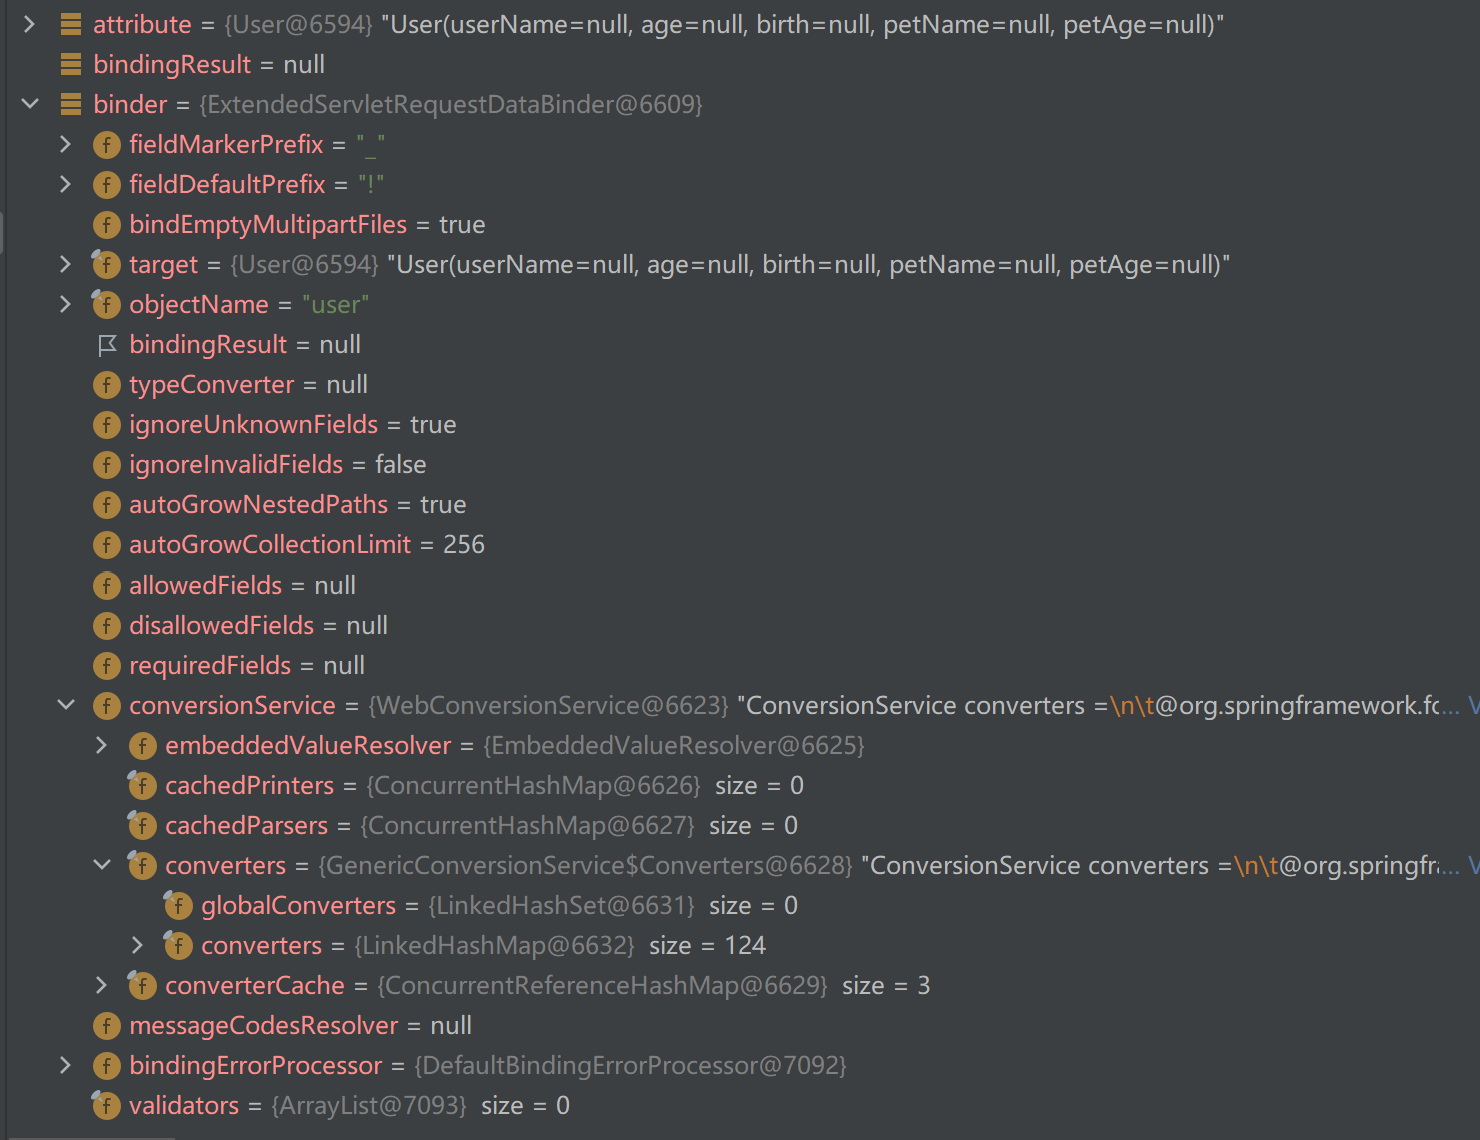 attribute = {User@6594} "User(userName=null, age=null, birth=null, petName=null, petAge=null)"
bindingResult = null
binder = {ExtendedServletRequestDataBinder@6609}
f fieldMarkerPrefix = "_"
f fieldDefaultPrefix = "!"
f bindEmptyMultipartFiles = true
f target = {User@6594} "User(userName=null, age=null, birth=null, petName=null, petAge=null)"
f objectName = "user"
bindingResult = null
f typeConverter = null
f ignoreUnknownFields = true
f ignoreInvalidFields = false
f autoGrowNestedPaths = true
f autoGrowCollectionLimit = 256
f allowedFields = null
f disallowedFields = null
f requiredFields = null
f conversionService = {WebConversionService@6623} "ConversionService converters =\n\t@org.springframework.fc... V
f embeddedValueResolver = {EmbeddedValueResolver@6625}
f cachedPrinters = {ConcurrentHashMap@6626} size = 0
f cachedParsers = {ConcurrentHashMap@6627} size = 0
f converters = {GenericConversionService$Converters@6628} "ConversionService converters =\n\t@org.springfra... V
f globalConverters = {LinkedHashSet@6631} size = 0
f converters = {LinkedHashMap@6632} size = 124
f converterCache = {ConcurrentReferenceHashMap@6629} size = 3
f messageCodesResolver = null
f bindingErrorProcessor = {DefaultBindingErrorProcessor@7092}
f validators = {ArrayList@7093} size = 0